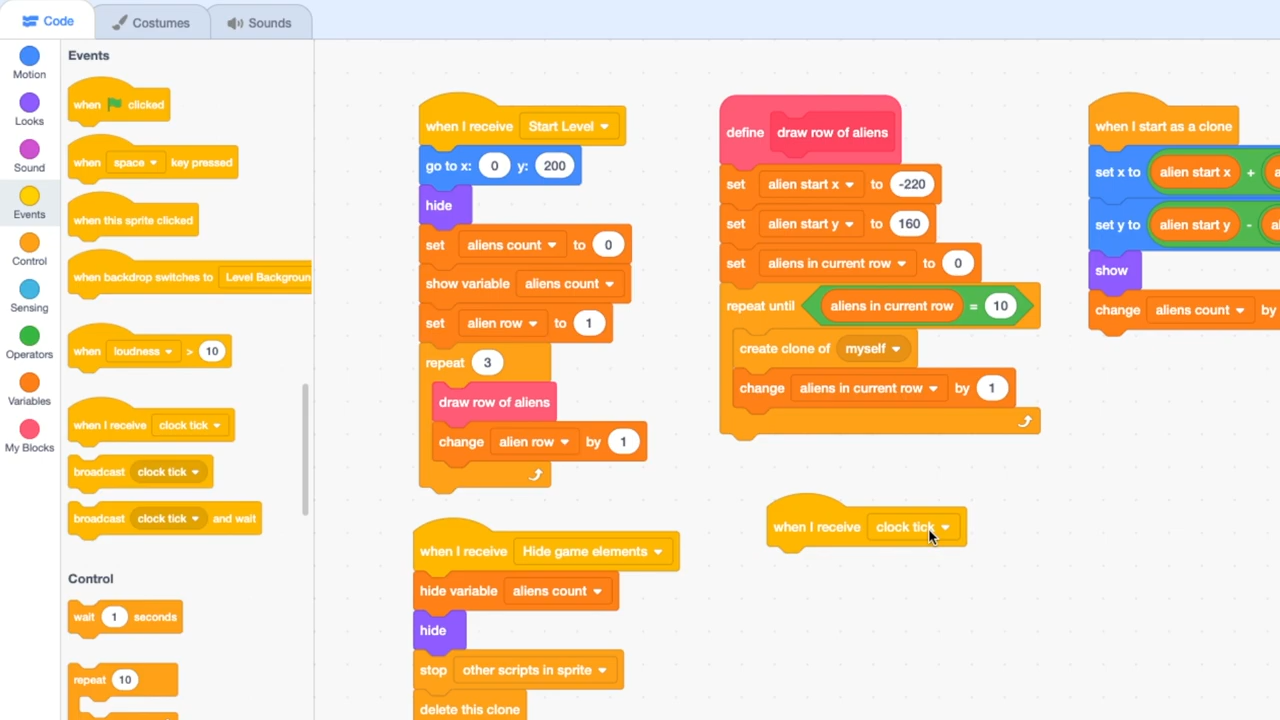 Code
Costumes
Sounds
Motion
Looks
Sound
Events
Control
Sensing
Operators
Variables
My Blocks
Events
when clicked
when space key pressed
when this sprite clicked
when backdrop switches to Level Backgroun
when loudness > 10
when I receive clock tick
broadcast clock tick
broadcast clock tick and wait
Control
wait 1 seconds
repeat 10
when I receive Start Level
go to x: 0 y: 200
hide
set aliens count to 0
show variable aliens count
set alien row to 1
repeat 3
draw row of aliens
change alien row by 1
when I receive Hide game elements
hide variable aliens count
hide
stop other scripts in sprite
delete this clone
define draw row of aliens
set alien start x to -220
set alien start y to 160
set aliens in current row to 0
repeat until aliens in current row = 10
create clone of myself
change aliens in current row by 1
when I receive clock tick
when I start as a clone
set x to alien start x + a
set y to alien start y - al
show
change aliens count by